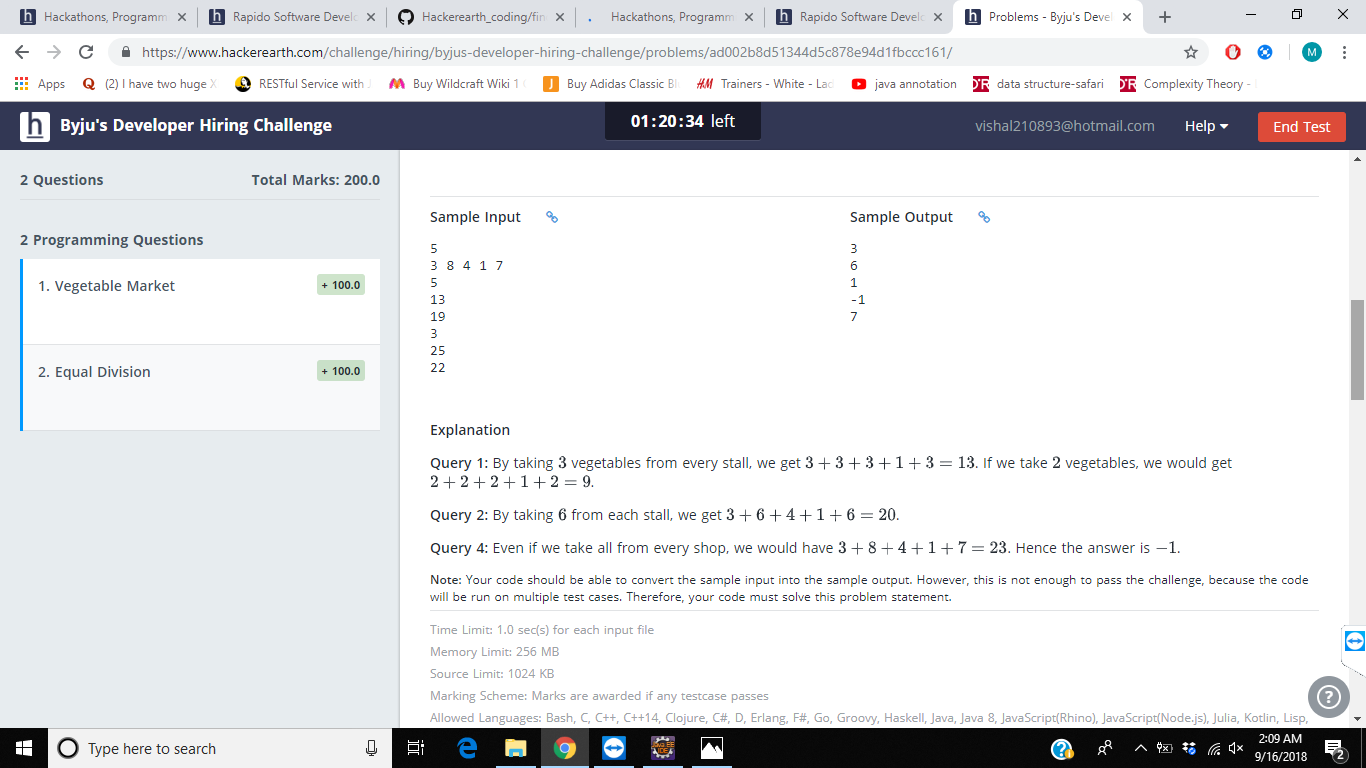 Hackathons, Programm
Rapido Software Develo
Hackerearth_coding/fin
Hackathons, Programm
Rapido Software Develo
Problems - Byju's Devel
https://www.hackerearth.com/challenge/hiring/byjus-developer-hiring-challenge/problems/ad002b8d51344d5c878e94d1fbccc161/
M
Apps
(2) I have two huge X
RESTful Service with J
Buy Wildcraft Wiki 1
Buy Adidas Classic Bl
H&M Trainers - White - Lad
java annotation
data structure-safari
Complexity Theory -
h Byju's Developer Hiring Challenge
01:20:34 left
vishal210893@hotmail.com
Help
End Test
2 Questions
Total Marks: 200.0
2 Programming Questions
1. Vegetable Market
+ 100.0
2. Equal Division
+ 100.0
Sample Input
5
3 8 4 1 7
5
13
19
3
25
22
Sample Output
3
6
1
-1
7
Explanation
Query 1: By taking 3 vegetables from every stall, we get 3 + 3 + 3 + 1 + 3 = 13. If we take 2 vegetables, we would get
2 + 2 + 2 + 1 + 2 = 9.
Query 2: By taking 6 from each stall, we get 3 + 6 + 4 + 1 + 6 = 20.
Query 4: Even if we take all from every shop, we would have 3 + 8 + 4 + 1 + 7 = 23. Hence the answer is −1.
Note: Your code should be able to convert the sample input into the sample output. However, this is not enough to pass the challenge, because the code
will be run on multiple test cases. Therefore, your code must solve this problem statement.
Time Limit: 1.0 sec(s) for each input file
Memory Limit: 256 MB
Source Limit: 1024 KB
Marking Scheme: Marks are awarded if any testcase passes
Allowed Languages: Bash, C, C++, C++14, Clojure, C#, D, Erlang, F#, Go, Groovy, Haskell, Java, Java 8, JavaScript(Rhino), JavaScript(Node.js), Julia, Kotlin, Lisp,
?
Type here to search
2:09 AM
9/16/2018
2